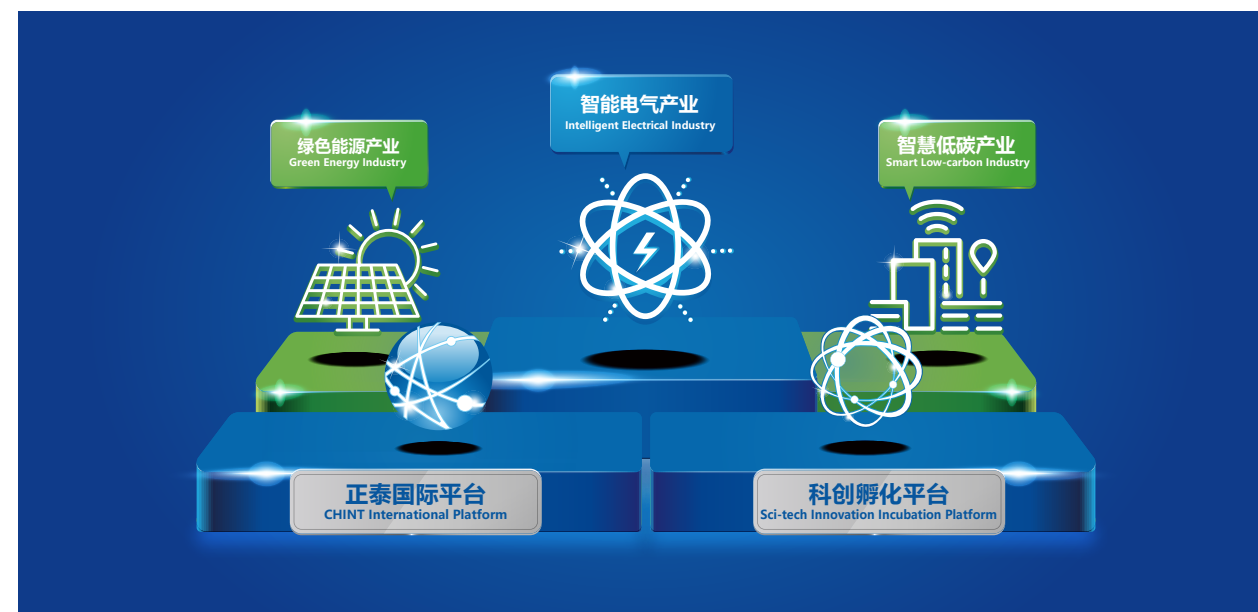 智能电气产业
Intelligent Electrical Industry
绿色能源产业
Green Energy Industry
智慧低碳产业
Smart Low-carbon Industry
正泰国际平台
CHINT International Platform
科创孵化平台
Sci-tech Innovation Incubation Platform